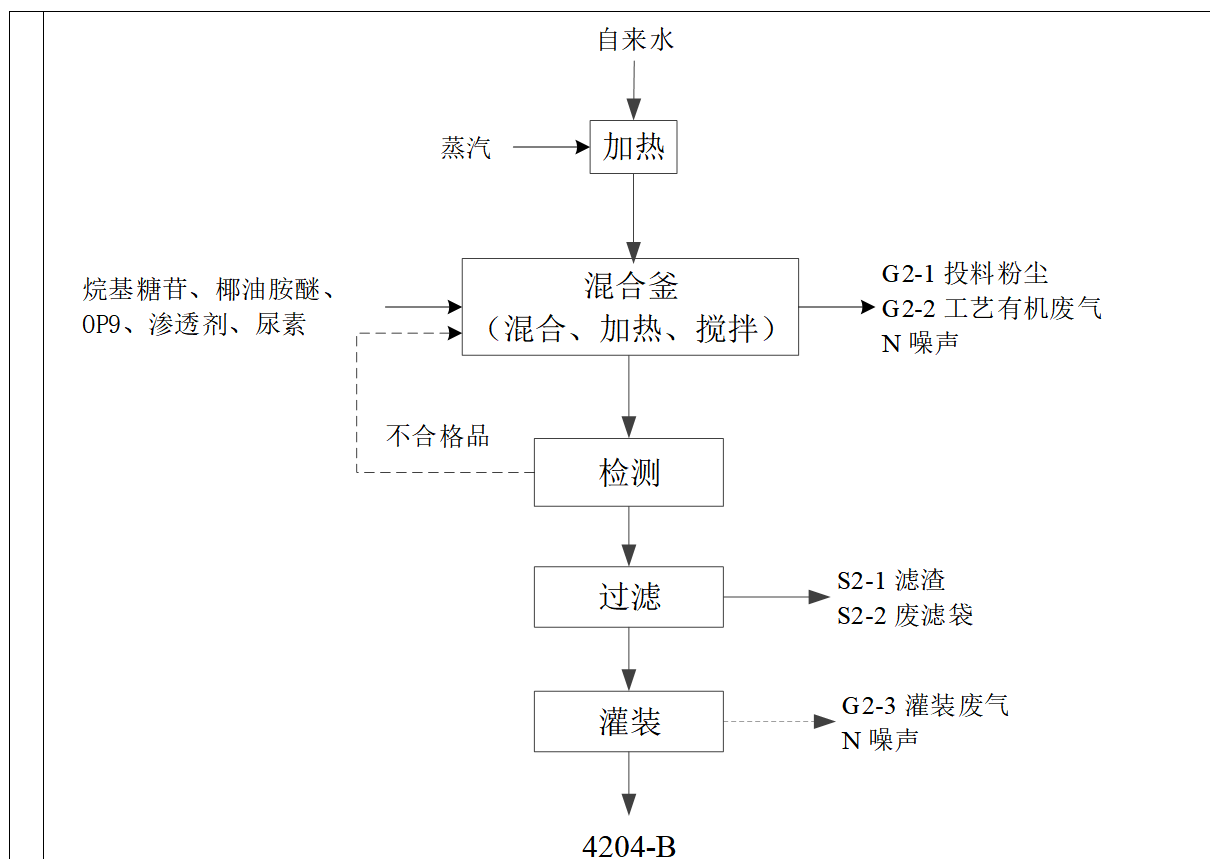 自来水
蒸汽
加热
烷基糖苷、椰油胺醚、
OP9、渗透剂、尿素
混合釜
（混合、加热、搅拌）
G2-1 投料粉尘
G2-2 工艺有机废气
N 噪声
不合格品
检测
过滤
S2-1 滤渣
S2-2 废滤袋
灌装
G2-3 灌装废气
N 噪声
4204-B